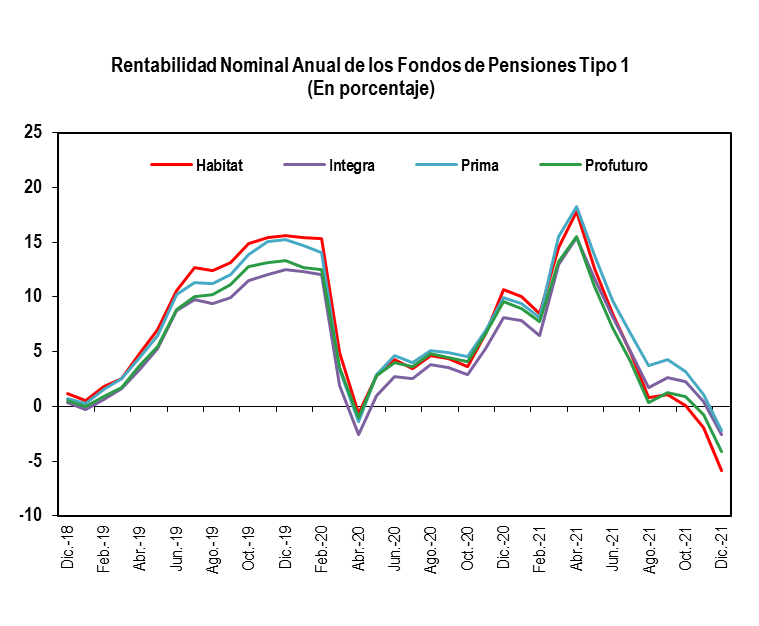 Rentabilidad Nominal Anual de los Fondos de Pensiones Tipo 1
(En porcentaje)
25
20
15
10
5
0
-5
-10
Habitat Integra Prima Profuturo
Dic.-18 Feb.-19 Abr.-19 Jun.-19 Ago.-19 Oct.-19 Dic.-19 Feb.-20 Abr.-20 Jun.-20 Ago.-20 Oct.-20 Dic.-20 Feb.-21 Abr.-21 Jun.-21 Ago.-21 Oct.-21 Dic.-21